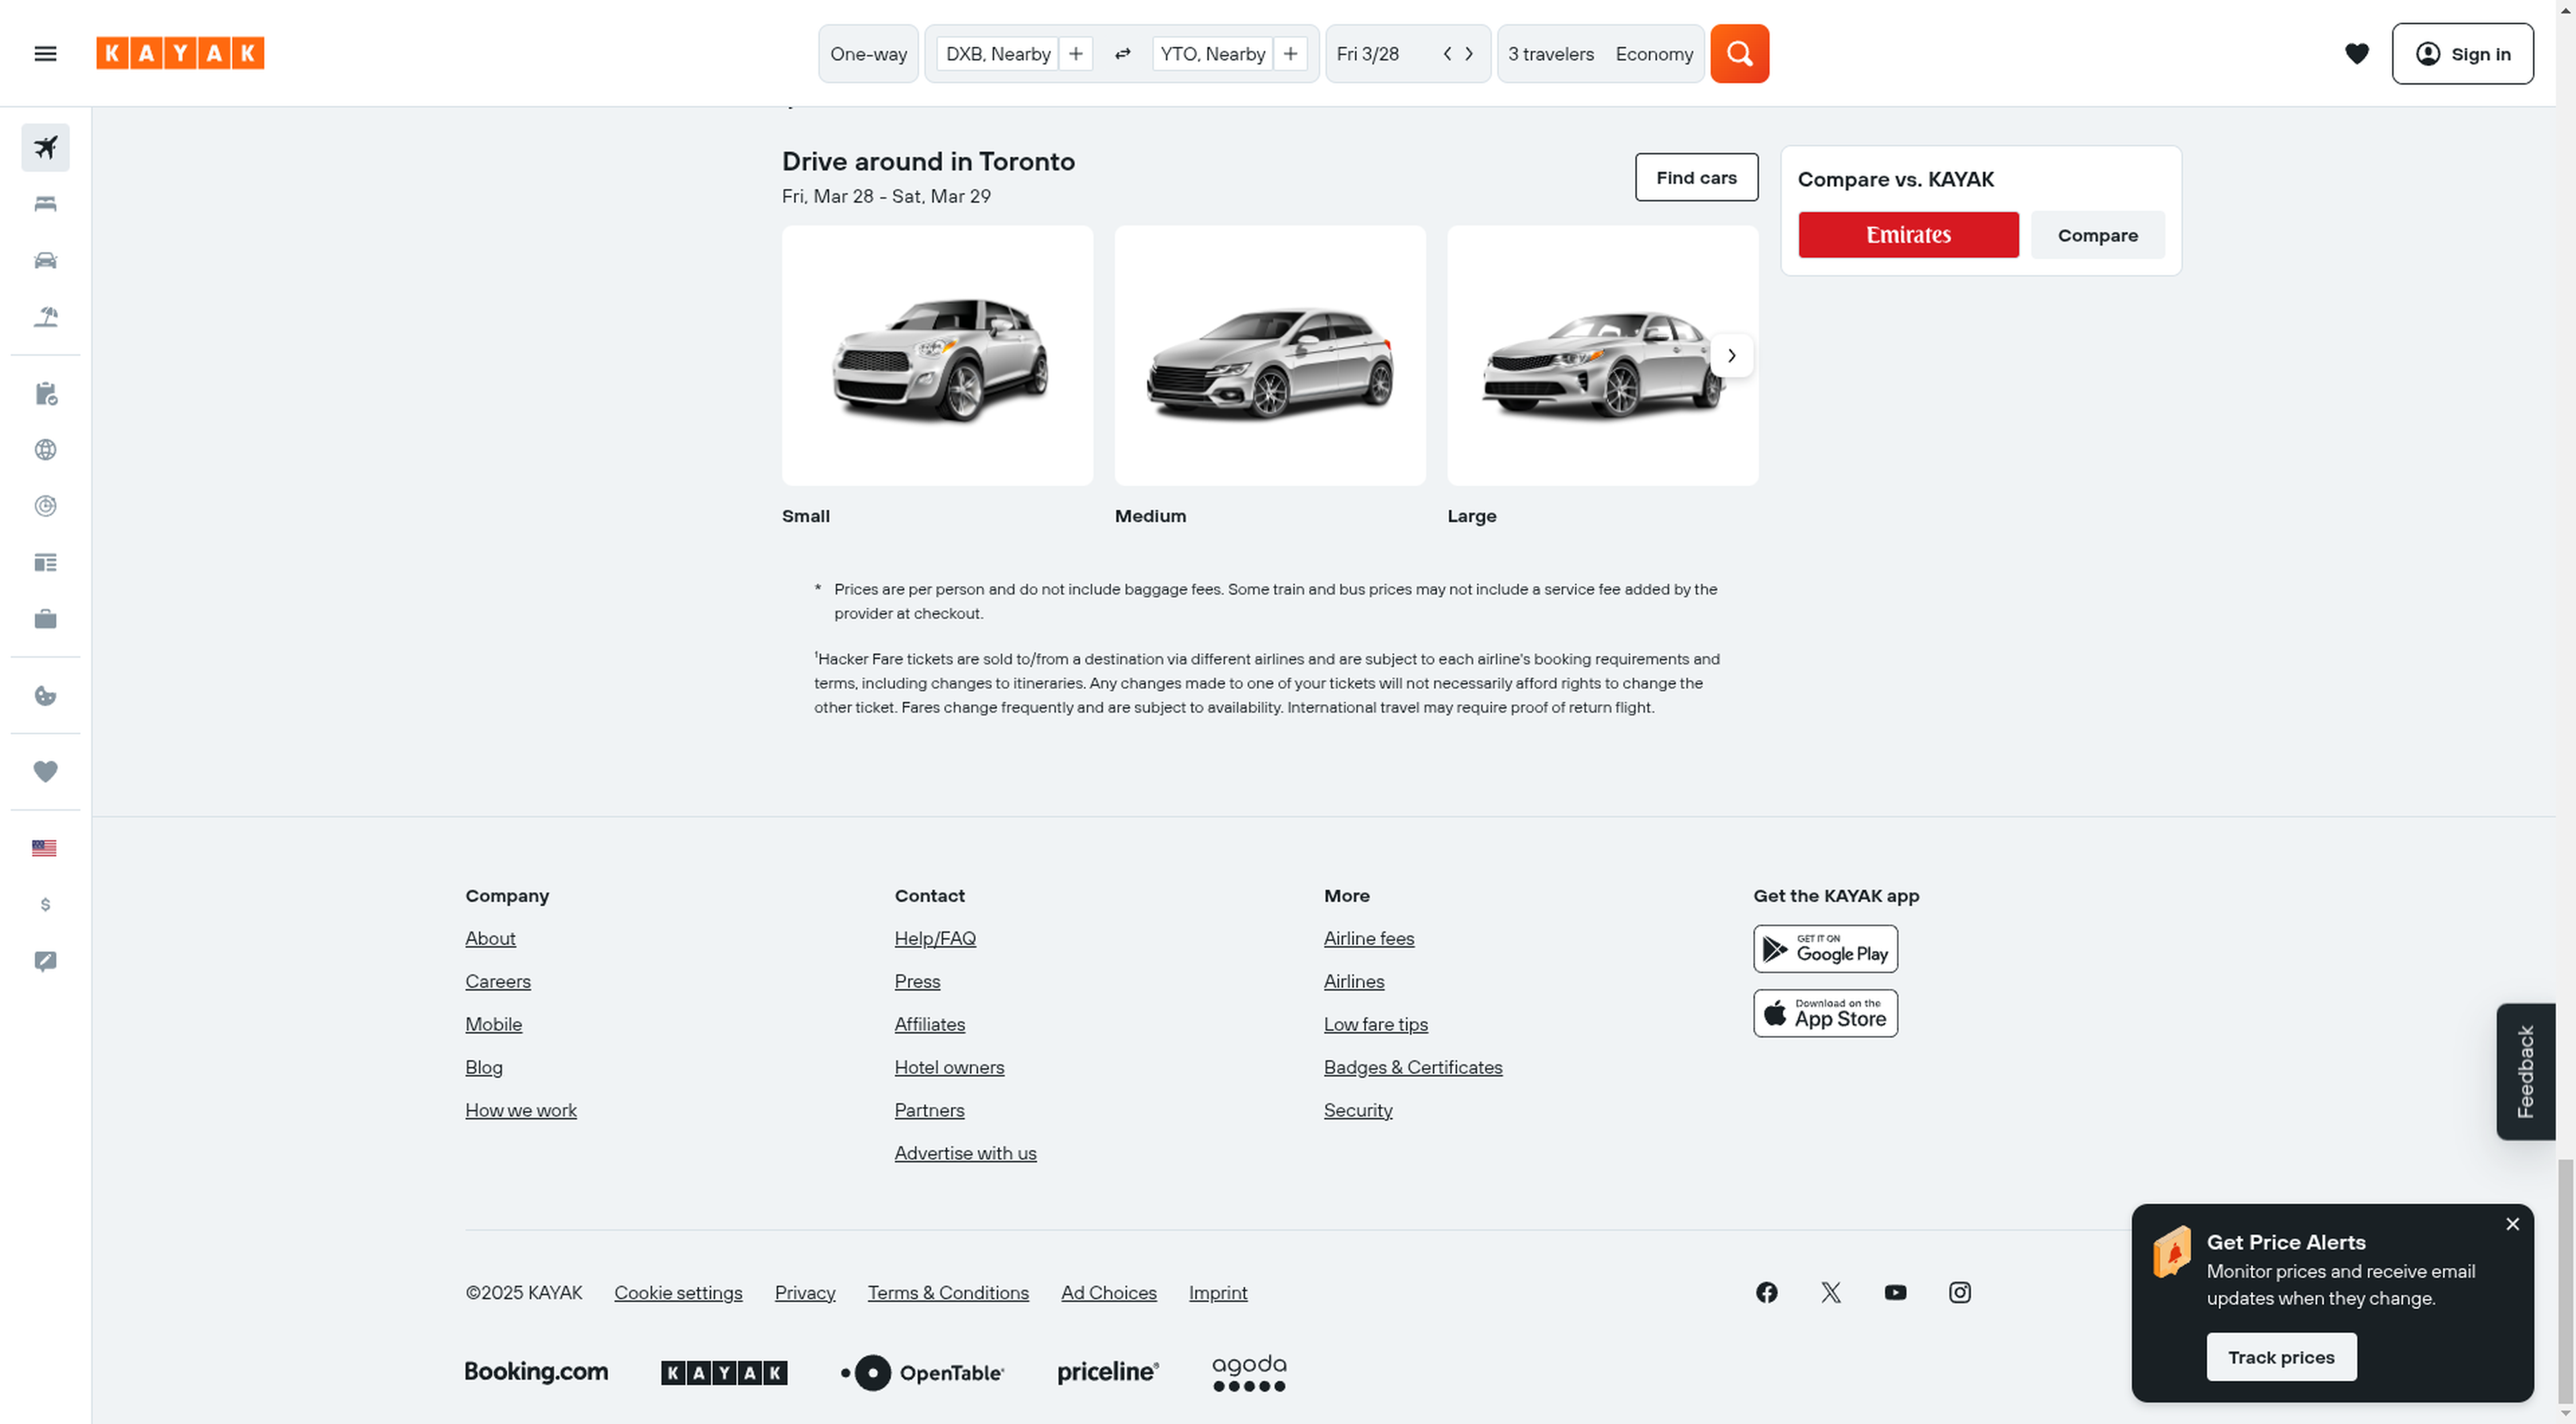 KAYAK
One-way
DXB, Nearby
YTO, Nearby
Fri 3/28
3 travelers
Economy
Sign in
Drive around in Toronto
Fri, Mar 28 - Sat, Mar 29
Find cars
Compare vs. KAYAK
Emirates
Compare
Small
Medium
Large
* Prices are per person and do not include baggage fees. Some train and bus prices may not include a service fee added by the
provider at checkout.
¹Hacker Fare tickets are sold to/from a destination via different airlines and are subject to each airline's booking requirements and
terms, including changes to itineraries. Any changes made to one of your tickets will not necessarily afford rights to change the
other ticket. Fares change frequently and are subject to availability. International travel may require proof of return flight.
$
Company
About
Careers
Mobile
Blog
How we work
Contact
Help/FAQ
Press
Affiliates
Hotel owners
Partners
Advertise with us
More
Airline fees
Airlines
Low fare tips
Badges & Certificates
Security
Get the KAYAK app
GET IT ON
Google Play
Download on the
App Store
Feedback
Get Price Alerts
Monitor prices and receive email
updates when they change.
Track prices
©2025 KAYAK
Cookie settings
Privacy
Terms & Conditions
Ad Choices
Imprint
Booking.com
KAYAK
OpenTable
priceline®
agoda